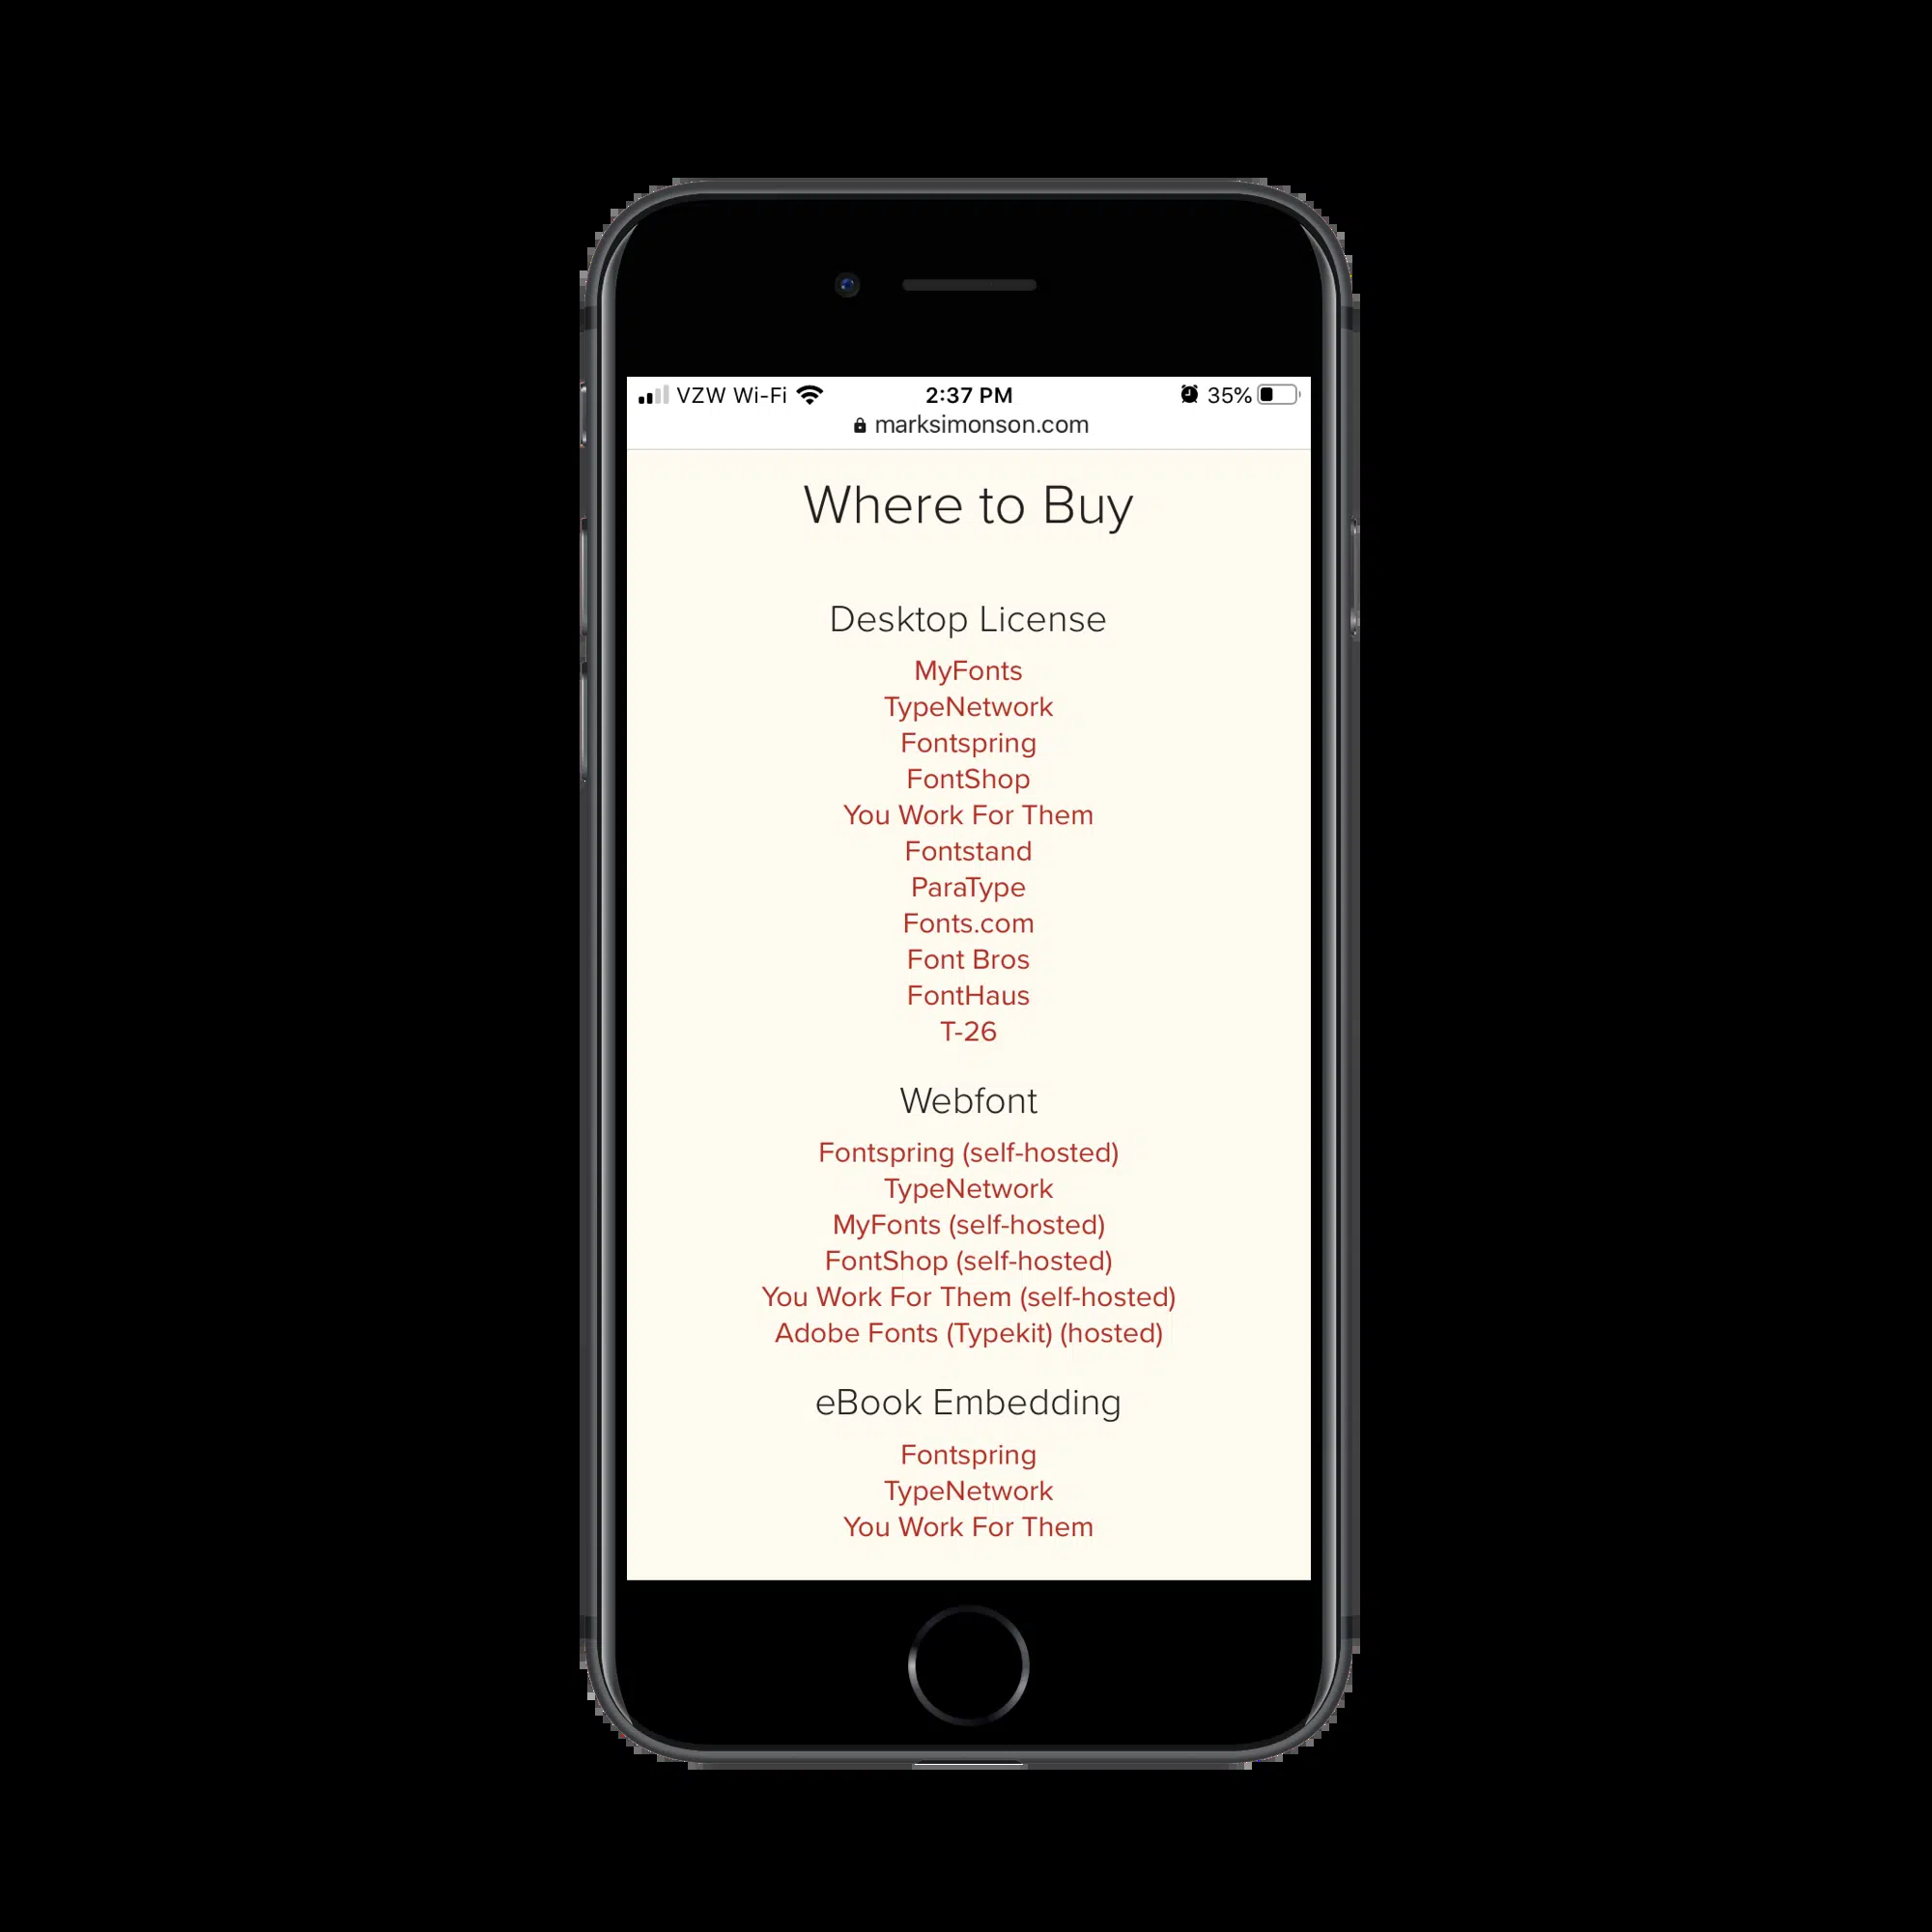 VZW Wi-Fi 2:37 PM 35%
marksimonson.com
Where to Buy
Desktop License
MyFonts
TypeNetwork
Fontspring
FontShop
You Work For Them
Fontstand
ParaType
Fonts.com
Font Bros
FontHaus
T-26
Webfont
Fontspring (self-hosted)
TypeNetwork
MyFonts (self-hosted)
FontShop (self-hosted)
You Work For Them (self-hosted)
Adobe Fonts (Typekit) (hosted)
eBook Embedding
Fontspring
TypeNetwork
You Work For Them